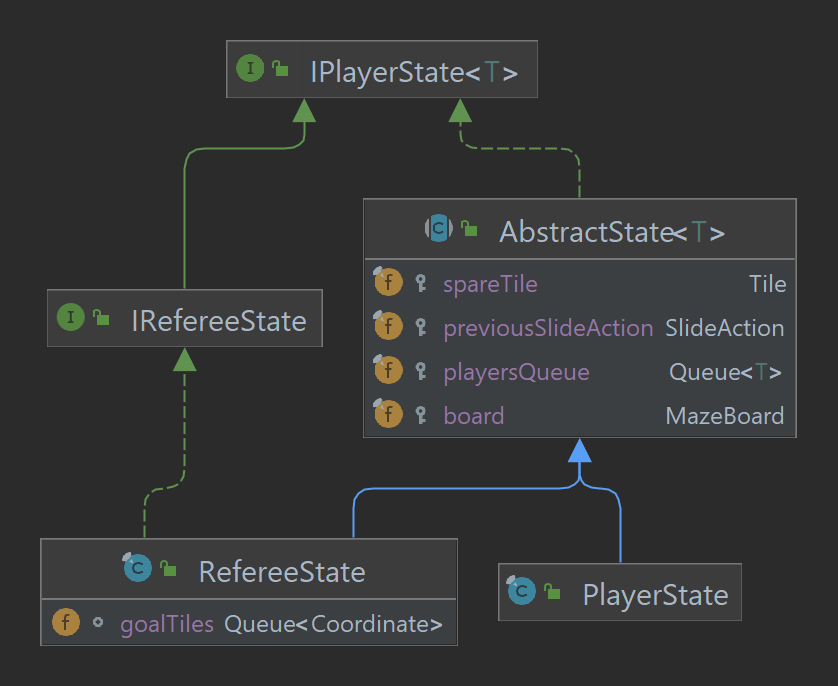 I IPlayerState<T>
C AbstractState<T>
f spareTile Tile
f previousSlideAction SlideAction
f playersQueue Queue<T>
f board MazeBoard
I IRefereeState
C RefereeState
f goalTiles Queue<Coordinate>
C PlayerState